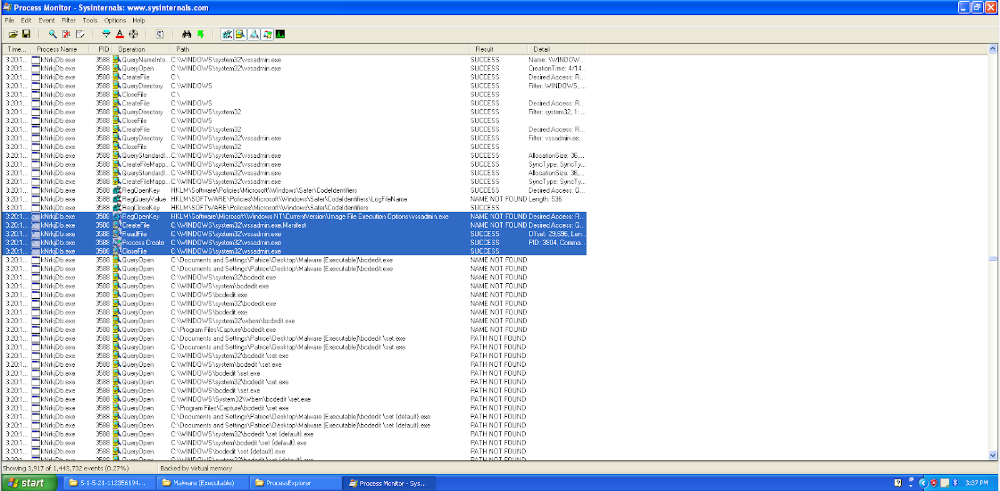 Process Monitor - Sysinternals: www.sysinternals.com
File Edit Event Filter Tools Options Help
Time... Process Name PID Operation Path Result Detail
3:20:1... kNrkjDb.exe 3588 QueryNameInfo... C:\WINDOWS\system32\vssadmin.exe SUCCESS Name: \WINDOW...
3:20:1... kNrkjDb.exe 3588 QueryOpen C:\WINDOWS\system32\vssadmin.exe SUCCESS CreationTime: 4/14...
3:20:1... kNrkjDb.exe 3588 CreateFile C:\ SUCCESS Desired Access: R...
3:20:1... kNrkjDb.exe 3588 QueryDirectory C:\WINDOWS SUCCESS Filter: WINDOWS, ...
3:20:1... kNrkjDb.exe 3588 CloseFile C:\ SUCCESS
3:20:1... kNrkjDb.exe 3588 CreateFile C:\WINDOWS SUCCESS Desired Access: R...
3:20:1... kNrkjDb.exe 3588 QueryDirectory C:\WINDOWS\system32 SUCCESS Filter: system32, 1: ...
3:20:1... kNrkjDb.exe 3588 CloseFile C:\WINDOWS SUCCESS
3:20:1... kNrkjDb.exe 3588 CreateFile C:\WINDOWS\system32 SUCCESS Desired Access: R...
3:20:1... kNrkjDb.exe 3588 QueryDirectory C:\WINDOWS\system32\vssadmin.exe SUCCESS Filter: vssadmin.ex...
3:20:1... kNrkjDb.exe 3588 CloseFile C:\WINDOWS\system32 SUCCESS
3:20:1... kNrkjDb.exe 3588 QueryStandardI... C:\WINDOWS\system32\vssadmin.exe SUCCESS AllocationSize: 36,...
3:20:1... kNrkjDb.exe 3588 CreateFileMapp... C:\WINDOWS\system32\vssadmin.exe SUCCESS SyncType: SyncTy...
3:20:1... kNrkjDb.exe 3588 QueryStandardI... C:\WINDOWS\system32\vssadmin.exe SUCCESS AllocationSize: 36,...
3:20:1... kNrkjDb.exe 3588 CreateFileMapp... C:\WINDOWS\system32\vssadmin.exe SUCCESS SyncType: SyncTy...
3:20:1... kNrkjDb.exe 3588 RegOpenKey HKLM\Software\Policies\Microsoft\Windows\Safer\CodeIdentifiers SUCCESS Desired Access: Q...
3:20:1... kNrkjDb.exe 3588 RegQueryValue HKLM\SOFTWARE\Policies\Microsoft\Windows\Safer\CodeIdentifiers\LogFileName NAME NOT FOUND Length: 536
3:20:1... kNrkjDb.exe 3588 RegCloseKey HKLM\SOFTWARE\Policies\Microsoft\Windows\Safer\CodeIdentifiers SUCCESS
3:20:1... kNrkjDb.exe 3588 RegOpenKey HKLM\Software\Microsoft\Windows NT\CurrentVersion\Image File Execution Options\vssadmin.exe NAME NOT FOUND Desired Access: R...
3:20:1... kNrkjDb.exe 3588 CreateFile C:\WINDOWS\system32\vssadmin.exe.Manifest NAME NOT FOUND Desired Access: G...
3:20:1... kNrkjDb.exe 3588 ReadFile C:\WINDOWS\system32\vssadmin.exe SUCCESS Offset: 29,696, Len...
3:20:1... kNrkjDb.exe 3588 Process Create C:\WINDOWS\system32\vssadmin.exe SUCCESS PID: 3804, Comma...
3:20:1... kNrkjDb.exe 3588 CloseFile C:\WINDOWS\system32\vssadmin.exe SUCCESS
3:20:1... kNrkjDb.exe 3588 QueryOpen C:\Documents and Settings\Patrice\Desktop\Malware (Executable)\bcdedit.exe NAME NOT FOUND
3:20:1... kNrkjDb.exe 3588 QueryOpen C:\Documents and Settings\Patrice\Desktop\Malware (Executable)\bcdedit.exe NAME NOT FOUND
3:20:1... kNrkjDb.exe 3588 QueryOpen C:\WINDOWS\system32\bcdedit.exe NAME NOT FOUND
3:20:1... kNrkjDb.exe 3588 QueryOpen C:\WINDOWS\system\bcdedit.exe NAME NOT FOUND
3:20:1... kNrkjDb.exe 3588 QueryOpen C:\WINDOWS\bcdedit.exe NAME NOT FOUND
3:20:1... kNrkjDb.exe 3588 QueryOpen C:\WINDOWS\system32\bcdedit.exe NAME NOT FOUND
3:20:1... kNrkjDb.exe 3588 QueryOpen C:\WINDOWS\bcdedit.exe NAME NOT FOUND
3:20:1... kNrkjDb.exe 3588 QueryOpen C:\WINDOWS\system32\wbem\bcdedit.exe NAME NOT FOUND
3:20:1... kNrkjDb.exe 3588 QueryOpen C:\Program Files\Capture\bcdedit.exe NAME NOT FOUND
3:20:1... kNrkjDb.exe 3588 QueryOpen C:\Documents and Settings\Patrice\Desktop\Malware (Executable)\bcdedit \set.exe PATH NOT FOUND
3:20:1... kNrkjDb.exe 3588 QueryOpen C:\Documents and Settings\Patrice\Desktop\Malware (Executable)\bcdedit \set.exe PATH NOT FOUND
3:20:1... kNrkjDb.exe 3588 QueryOpen C:\WINDOWS\system32\bcdedit \set.exe PATH NOT FOUND
3:20:1... kNrkjDb.exe 3588 QueryOpen C:\WINDOWS\system\bcdedit \set.exe PATH NOT FOUND
3:20:1... kNrkjDb.exe 3588 QueryOpen C:\WINDOWS\bcdedit \set.exe PATH NOT FOUND
3:20:1... kNrkjDb.exe 3588 QueryOpen C:\WINDOWS\system32\bcdedit \set.exe PATH NOT FOUND
3:20:1... kNrkjDb.exe 3588 QueryOpen C:\WINDOWS\bcdedit \set.exe PATH NOT FOUND
3:20:1... kNrkjDb.exe 3588 QueryOpen C:\WINDOWS\System32\Wbem\bcdedit \set.exe PATH NOT FOUND
3:20:1... kNrkjDb.exe 3588 QueryOpen C:\Program Files\Capture\bcdedit \set.exe PATH NOT FOUND
3:20:1... kNrkjDb.exe 3588 QueryOpen C:\Documents and Settings\Patrice\Desktop\Malware (Executable)\bcdedit \set {default}.exe PATH NOT FOUND
3:20:1... kNrkjDb.exe 3588 QueryOpen C:\Documents and Settings\Patrice\Desktop\Malware (Executable)\bcdedit \set {default}.exe PATH NOT FOUND
3:20:1... kNrkjDb.exe 3588 QueryOpen C:\WINDOWS\system32\bcdedit \set {default}.exe PATH NOT FOUND
3:20:1... kNrkjDb.exe 3588 QueryOpen C:\WINDOWS\system\bcdedit \set {default}.exe PATH NOT FOUND
3:20:1... kNrkjDb.exe 3588 QueryOpen C:\WINDOWS\bcdedit \set {default}.exe PATH NOT FOUND
3:20:1... kNrkjDb.exe 3588 QueryOpen C:\WINDOWS\system32\bcdedit \set {default}.exe PATH NOT FOUND
Showing 3,917 of 1,443,732 events (0.27%) Backed by virtual memory
start S-1-5-21-112356194... Malware (Executable) ProcessExplorer Process Monitor - Sys... 3:37 PM